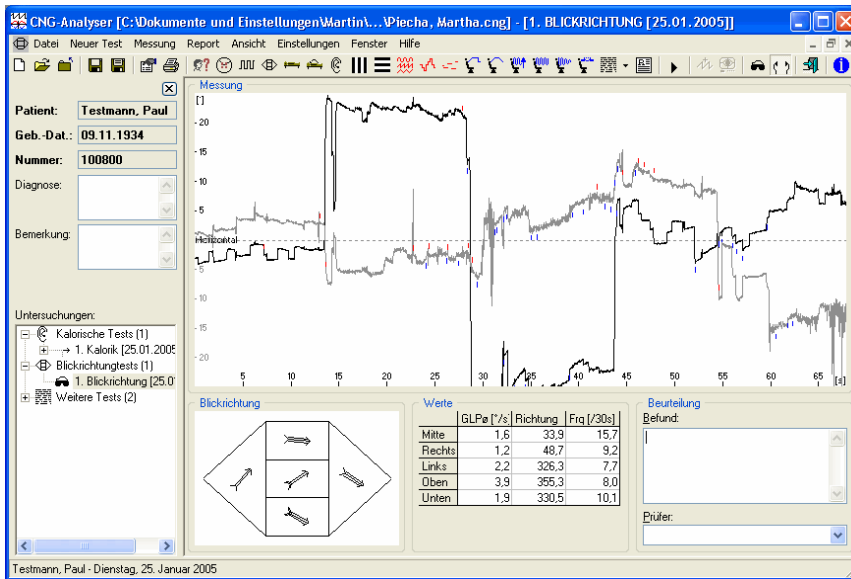 CNG-Analyser [C:\Dokumente und Einstellungen\Martin\...\Piecha, Martha.cng] - [1. BLICKRICHTUNG [25.01.2005]]
Datei Neuer Test Messung Report Ansicht Einstellungen Fenster Hilfe
Patient: Testmann, Paul
Geb.-Dat.: 09.11.1934
Nummer: 100800
Diagnose:
Bemerkung:
Untersuchungen:
Kalorische Tests (1)
1. Kalorik [25.01.2005
Blickrichtungtests (1)
1. Blickrichtung [25.0
Weitere Tests (2)
Messung
[ ]
20
15
10
5
Horizontal
5
10
15
20
5 10 15 20 25 30 35 40 45 50 55 60 65 [s]
Blickrichtung
Werte
GLPø [°/s] Richtung Frq [/30s]
Mitte 1,6 33,9 15,7
Rechts 1,2 48,7 9,2
Links 2,2 326,3 7,7
Oben 3,9 355,3 8,0
Unten 1,9 330,5 10,1
Beurteilung
Befund:
Prüfer:
Testmann, Paul - Dienstag, 25. Januar 2005